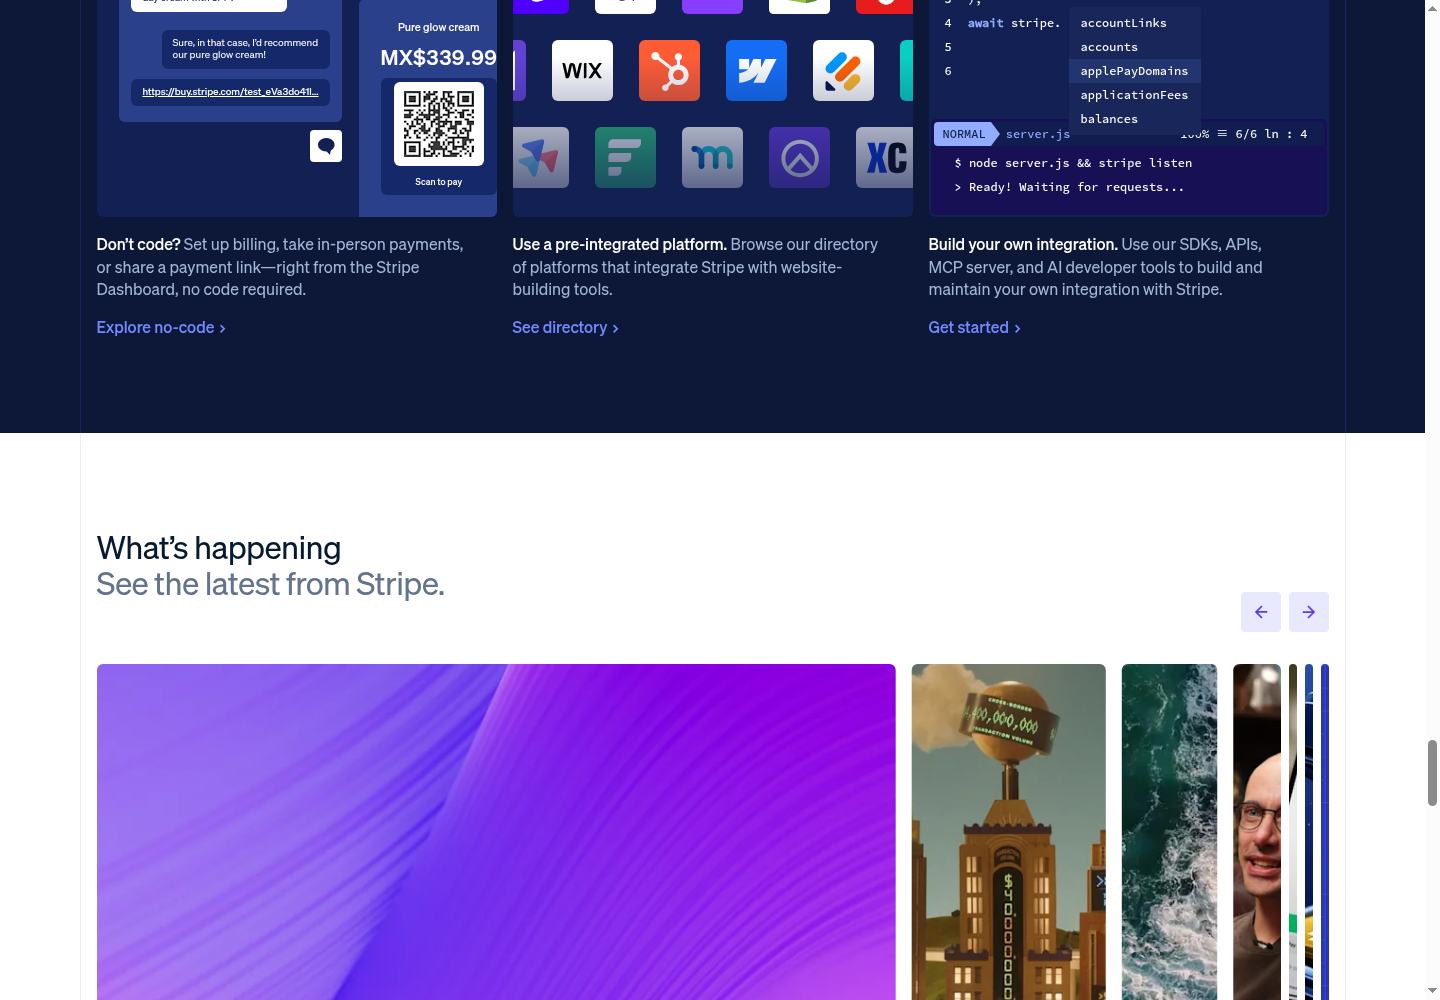 Pure glow cream
Sure, in that case, I'd recommend
our pure glow cream!
MX$339.99
https://buy.stripe.com/test_eVa3do41l...
Scan to pay
WIX
XC
4 await stripe.
5
6
accountLinks
accounts
applePayDomains
applicationFees
balances
NORMAL server.js 100% ≡ 6/6 ln : 4
$ node server.js && stripe listen
> Ready! Waiting for requests...
Don’t code? Set up billing, take in-person payments,
or share a payment link—right from the Stripe
Dashboard, no code required.
Explore no-code ›
Use a pre-integrated platform. Browse our directory
of platforms that integrate Stripe with website-
building tools.
See directory ›
Build your own integration. Use our SDKs, APIs,
MCP server, and AI developer tools to build and
maintain your own integration with Stripe.
Get started ›
What’s happening
See the latest from Stripe.
CROSS-BORDER
TRANSACTION VOLUME